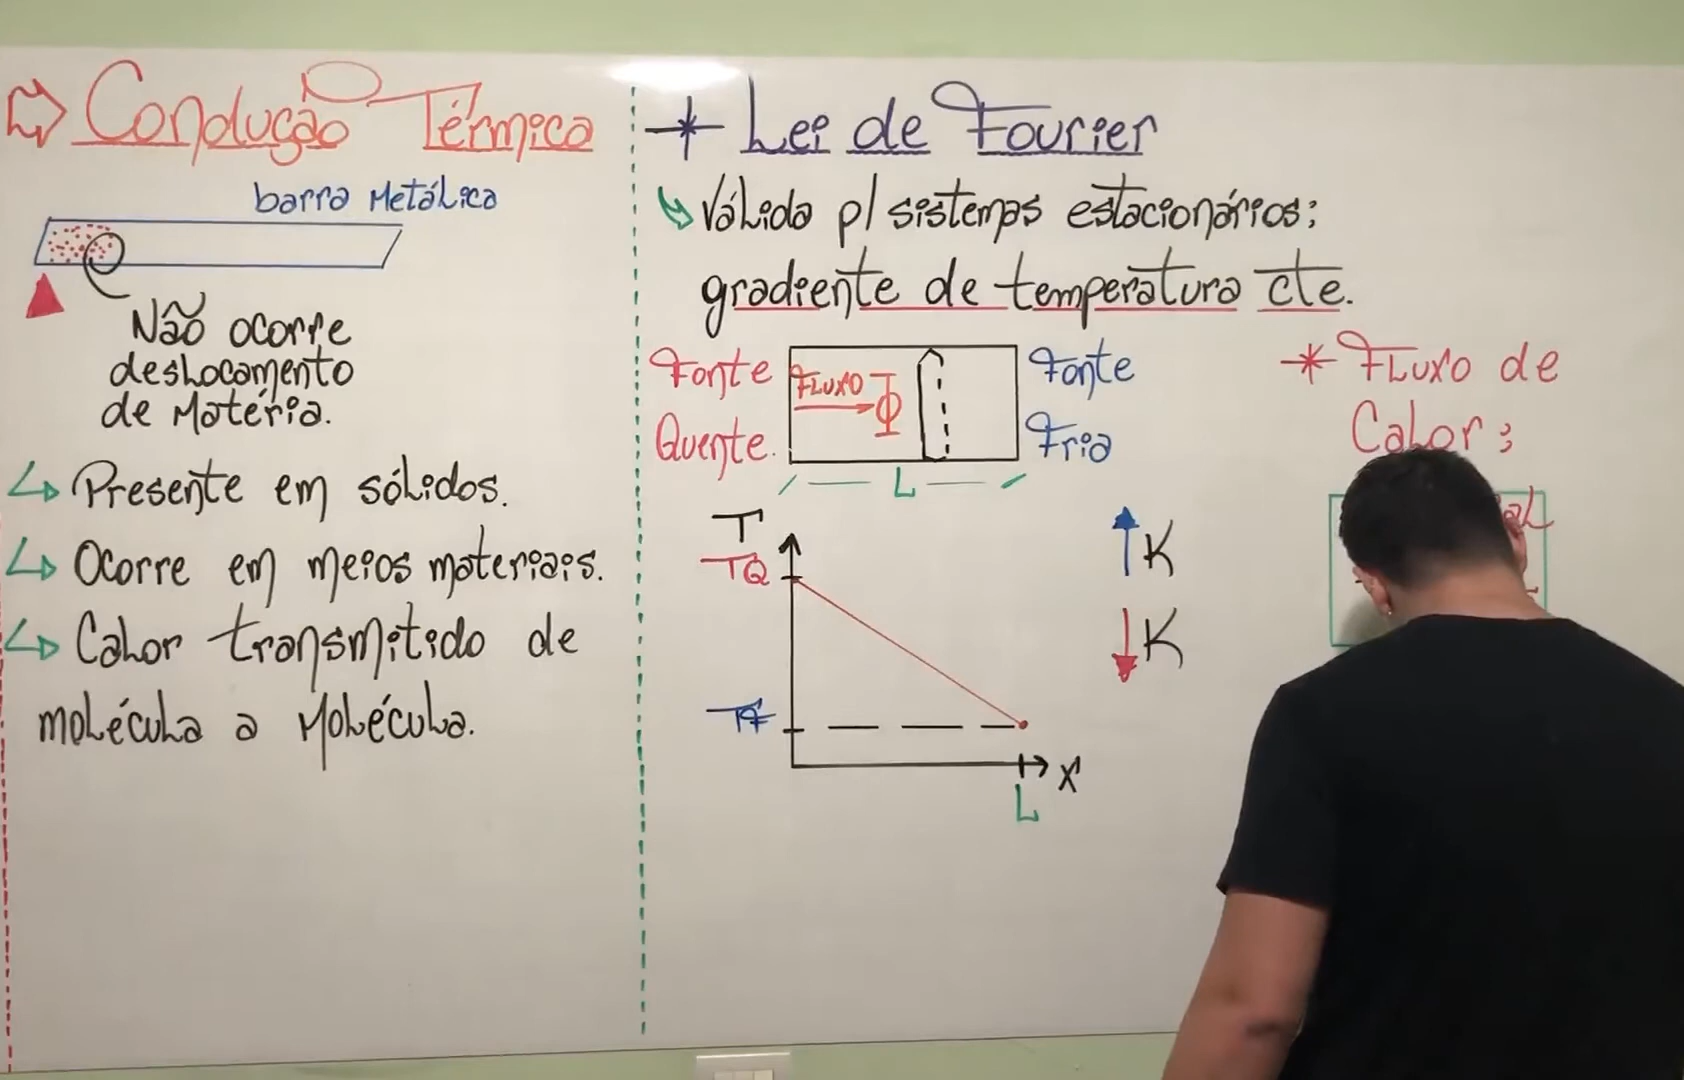 Condução Térmica
barra Metálica
Não ocorre
deslocamento
de Matéria.
Presente em sólidos.
Ocorre em meios materiais.
Calor transmitido de
molécula a Molécula.
* Lei de Fourier
Válida p/ sistemas estacionários:
gradiente de temperatura cte.
Fonte
Quente.
FLUXO Φ
Fonte
Fria
L
T
TQ
TF
X
L
K
K
* Fluxo de
Calor: